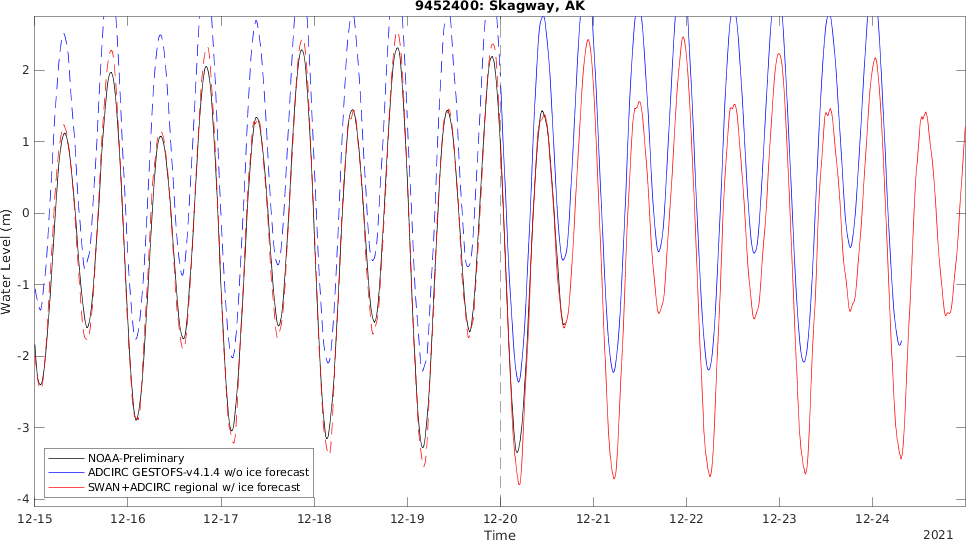 9452400: Skagway, AK
Water Level (m)
2
1
0
-1
-2
-3
-4
NOAA-Preliminary
ADCIRC GESTOFS-v4.1.4 w/o ice forecast
SWAN+ADCIRC regional w/ ice forecast
12-15 12-16 12-17 12-18 12-19 12-20 12-21 12-22 12-23 12-24
Time
2021